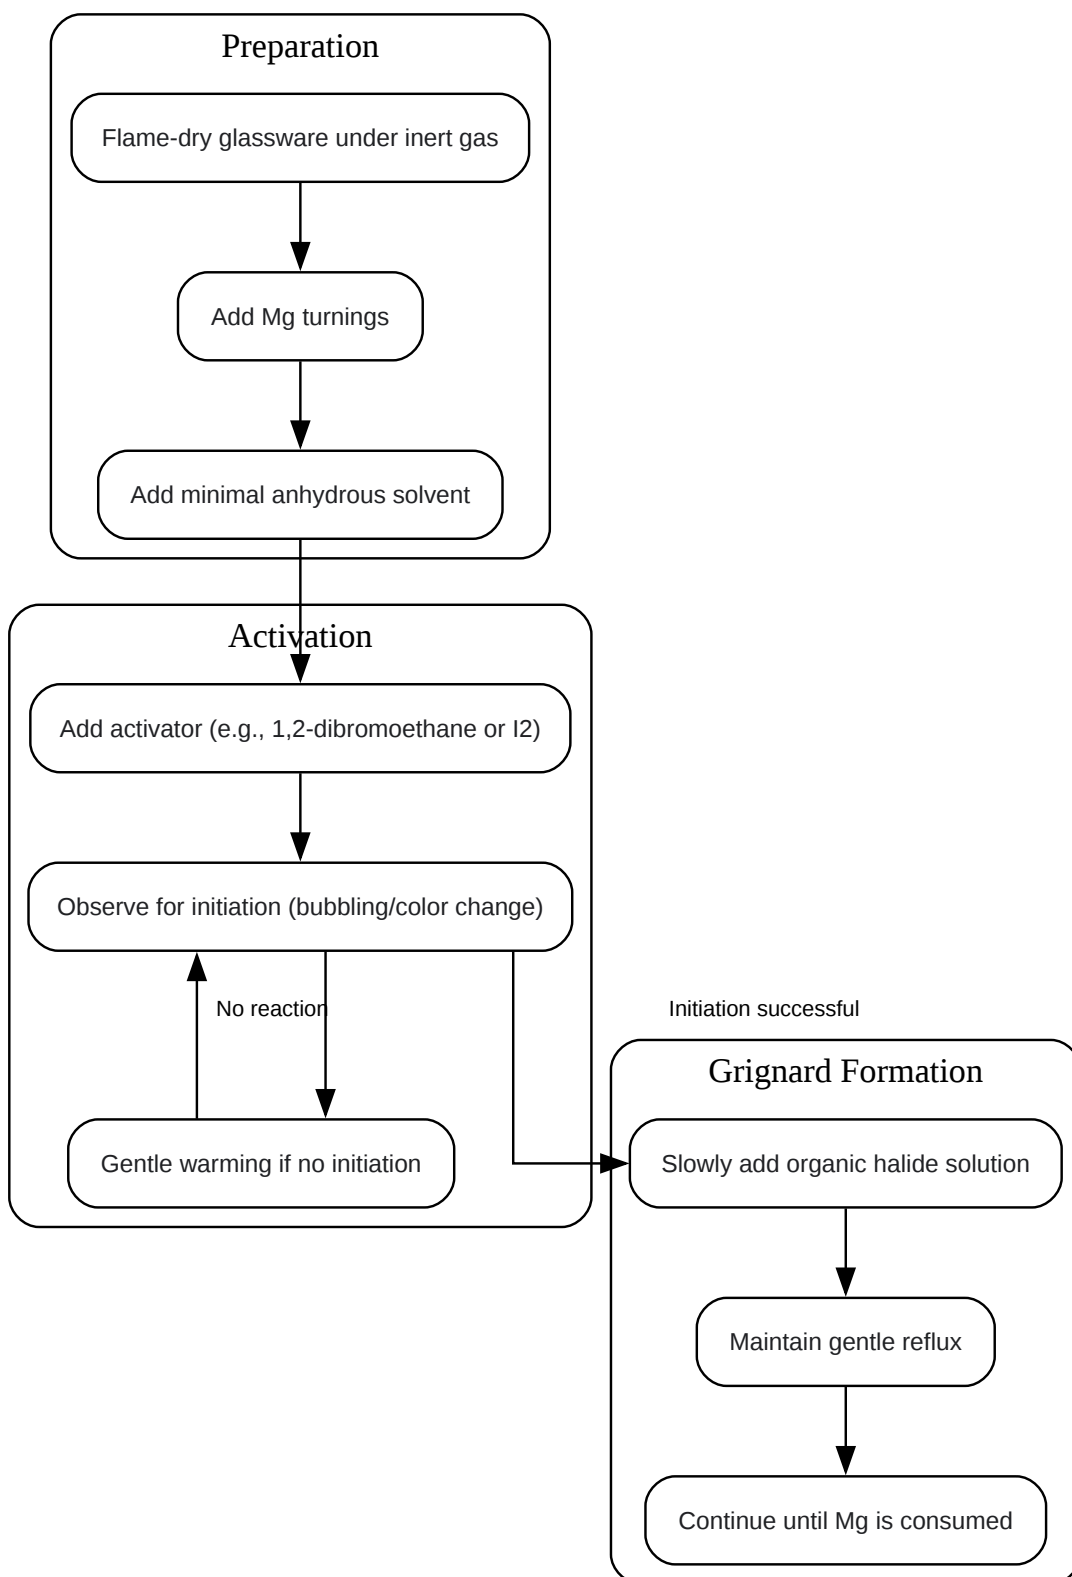 Preparation
Flame-dry glassware under inert gas
Add Mg turnings
Add minimal anhydrous solvent
Activation
Add activator (e.g., 1,2-dibromoethane or I2)
Observe for initiation (bubbling/color change)
No reaction
Initiation successful
Gentle warming if no initiation
Grignard Formation
Slowly add organic halide solution
Maintain gentle reflux
Continue until Mg is consumed